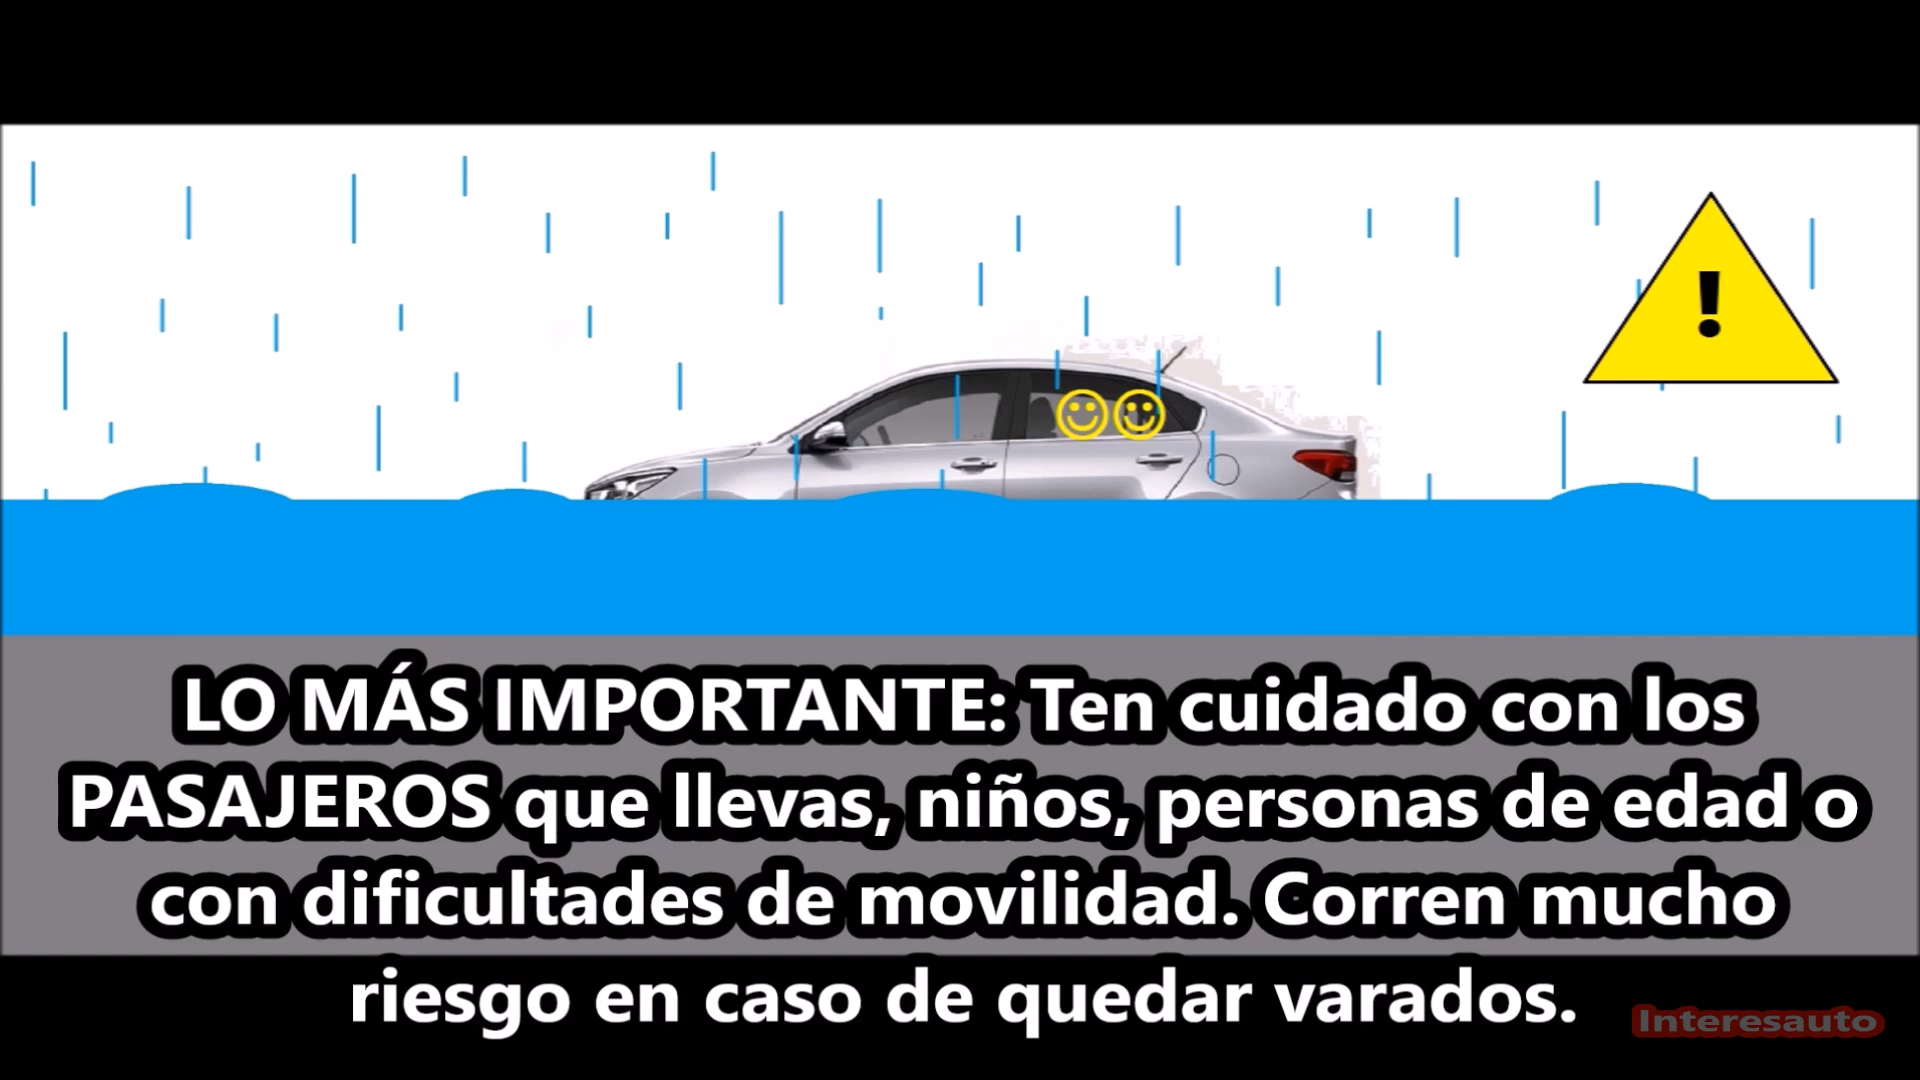 !
LO MÁS IMPORTANTE: Ten cuidado con los
PASAJEROS que llevas, niños, personas de edad o
con dificultades de movilidad. Corren mucho
riesgo en caso de quedar varados.
Interesauto